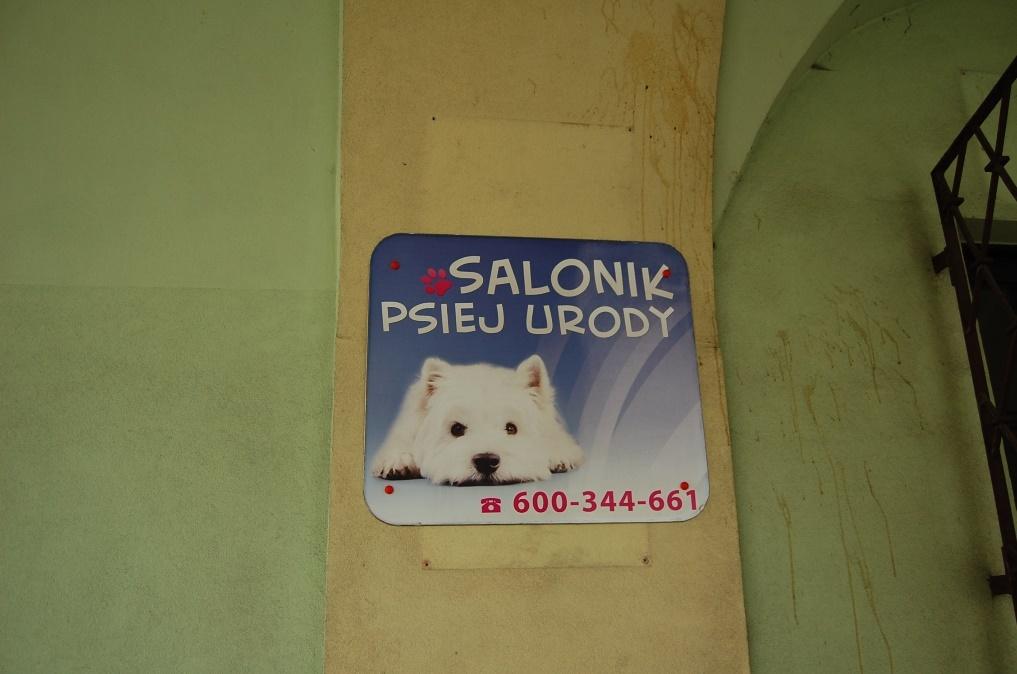 SALONIK
PSIEJ URODY
☎ 600-344-661